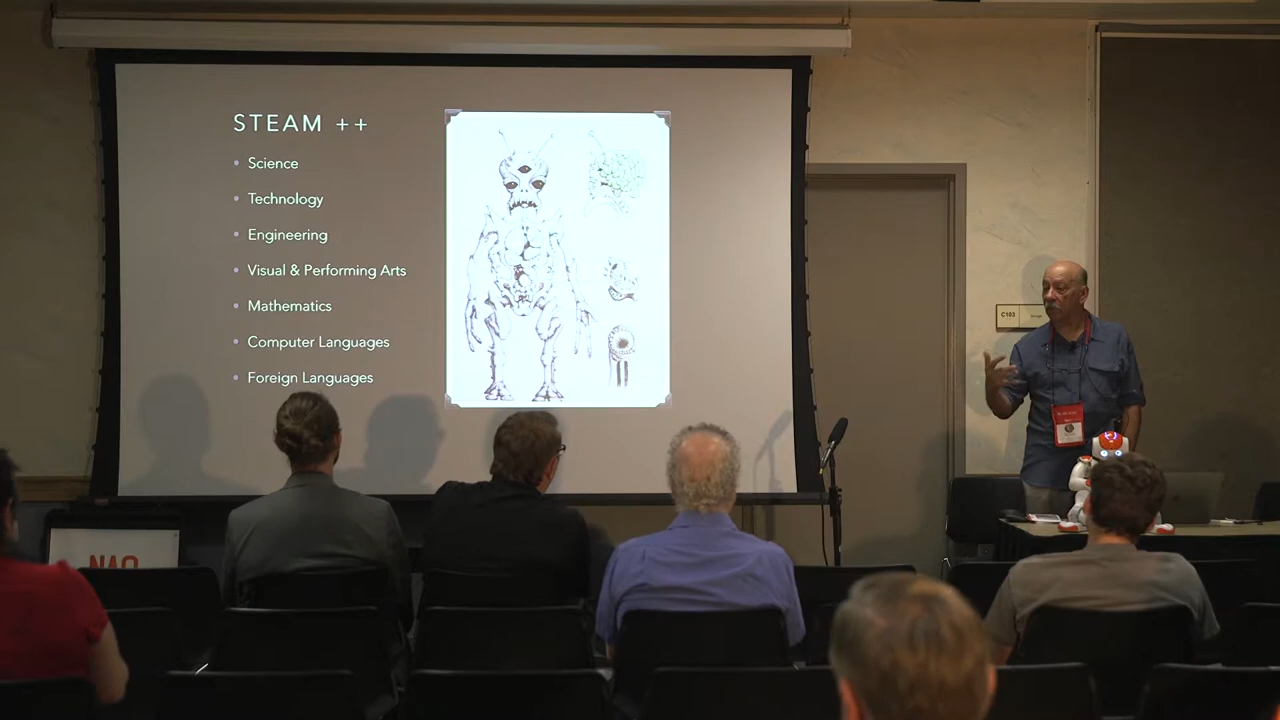 STEAM ++
Science
Technology
Engineering
Visual & Performing Arts
Mathematics
Computer Languages
Foreign Languages
C103
NAO